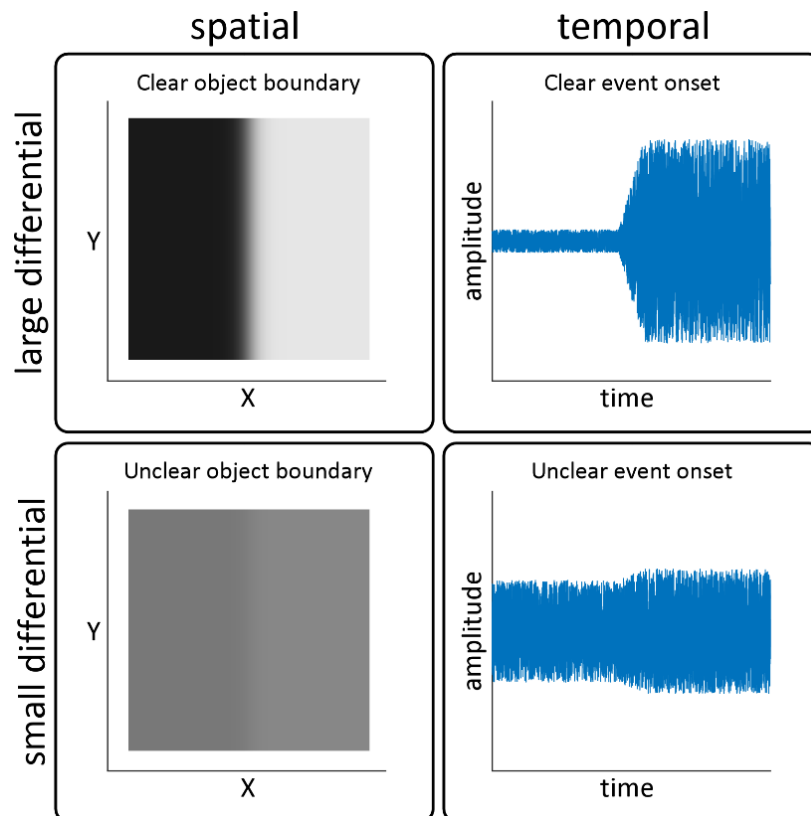 spatial
temporal
large differential
Clear object boundary
Y
X
Clear event onset
amplitude
time
small differential
Unclear object boundary
Y
X
Unclear event onset
amplitude
time